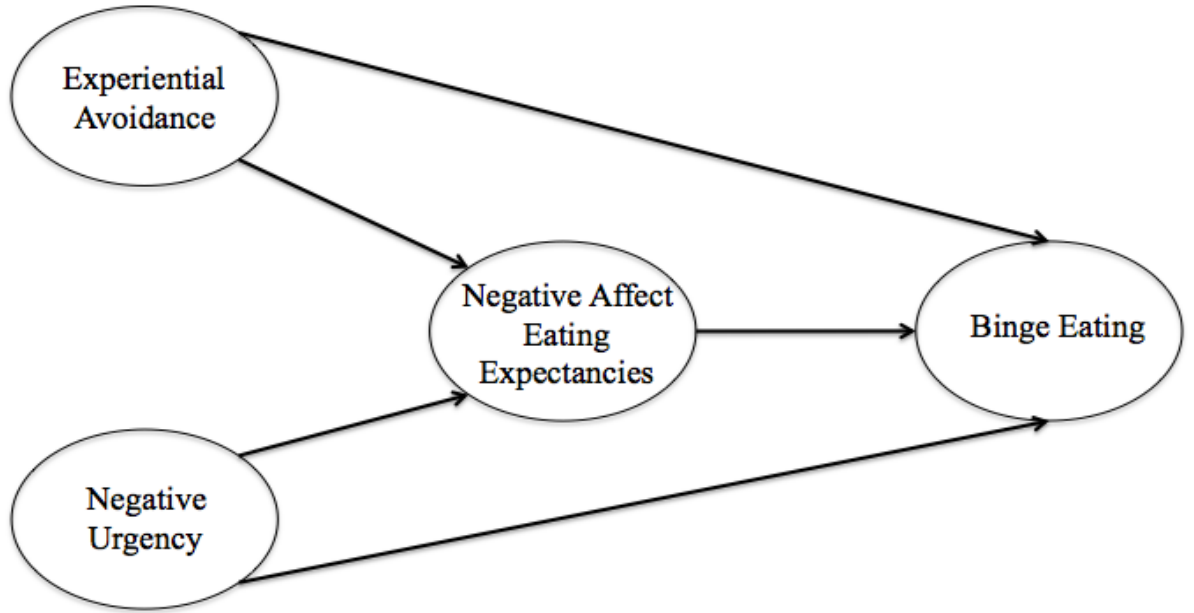 Experiential
Avoidance
Negative Affect
Eating
Expectancies
Binge Eating
Negative
Urgency